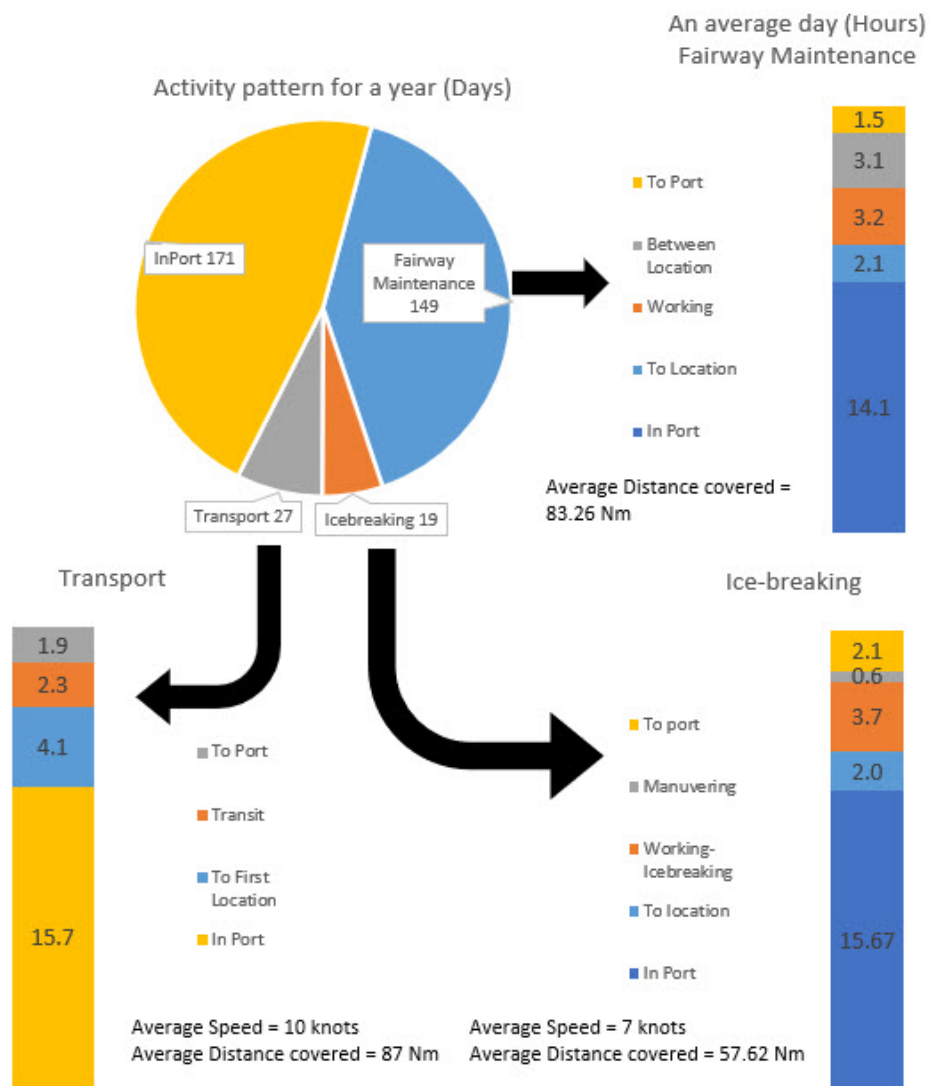 An average day (Hours)
Fairway Maintenance
Activity pattern for a year (Days)
InPort 171
Fairway
Maintenance
149
Transport 27
Icebreaking 19
To Port
Between
Location
Working
To Location
In Port
1.5
3.1
3.2
2.1
14.1
Average Distance covered =
83.26 Nm
Transport
1.9
2.3
4.1
15.7
To Port
Transit
To First
Location
In Port
Average Speed = 10 knots
Average Distance covered = 87 Nm
Ice-breaking
To port
Manuvering
Working-
Icebreaking
To location
In Port
2.1
0.6
3.7
2.0
15.67
Average Speed = 7 knots
Average Distance covered = 57.62 Nm